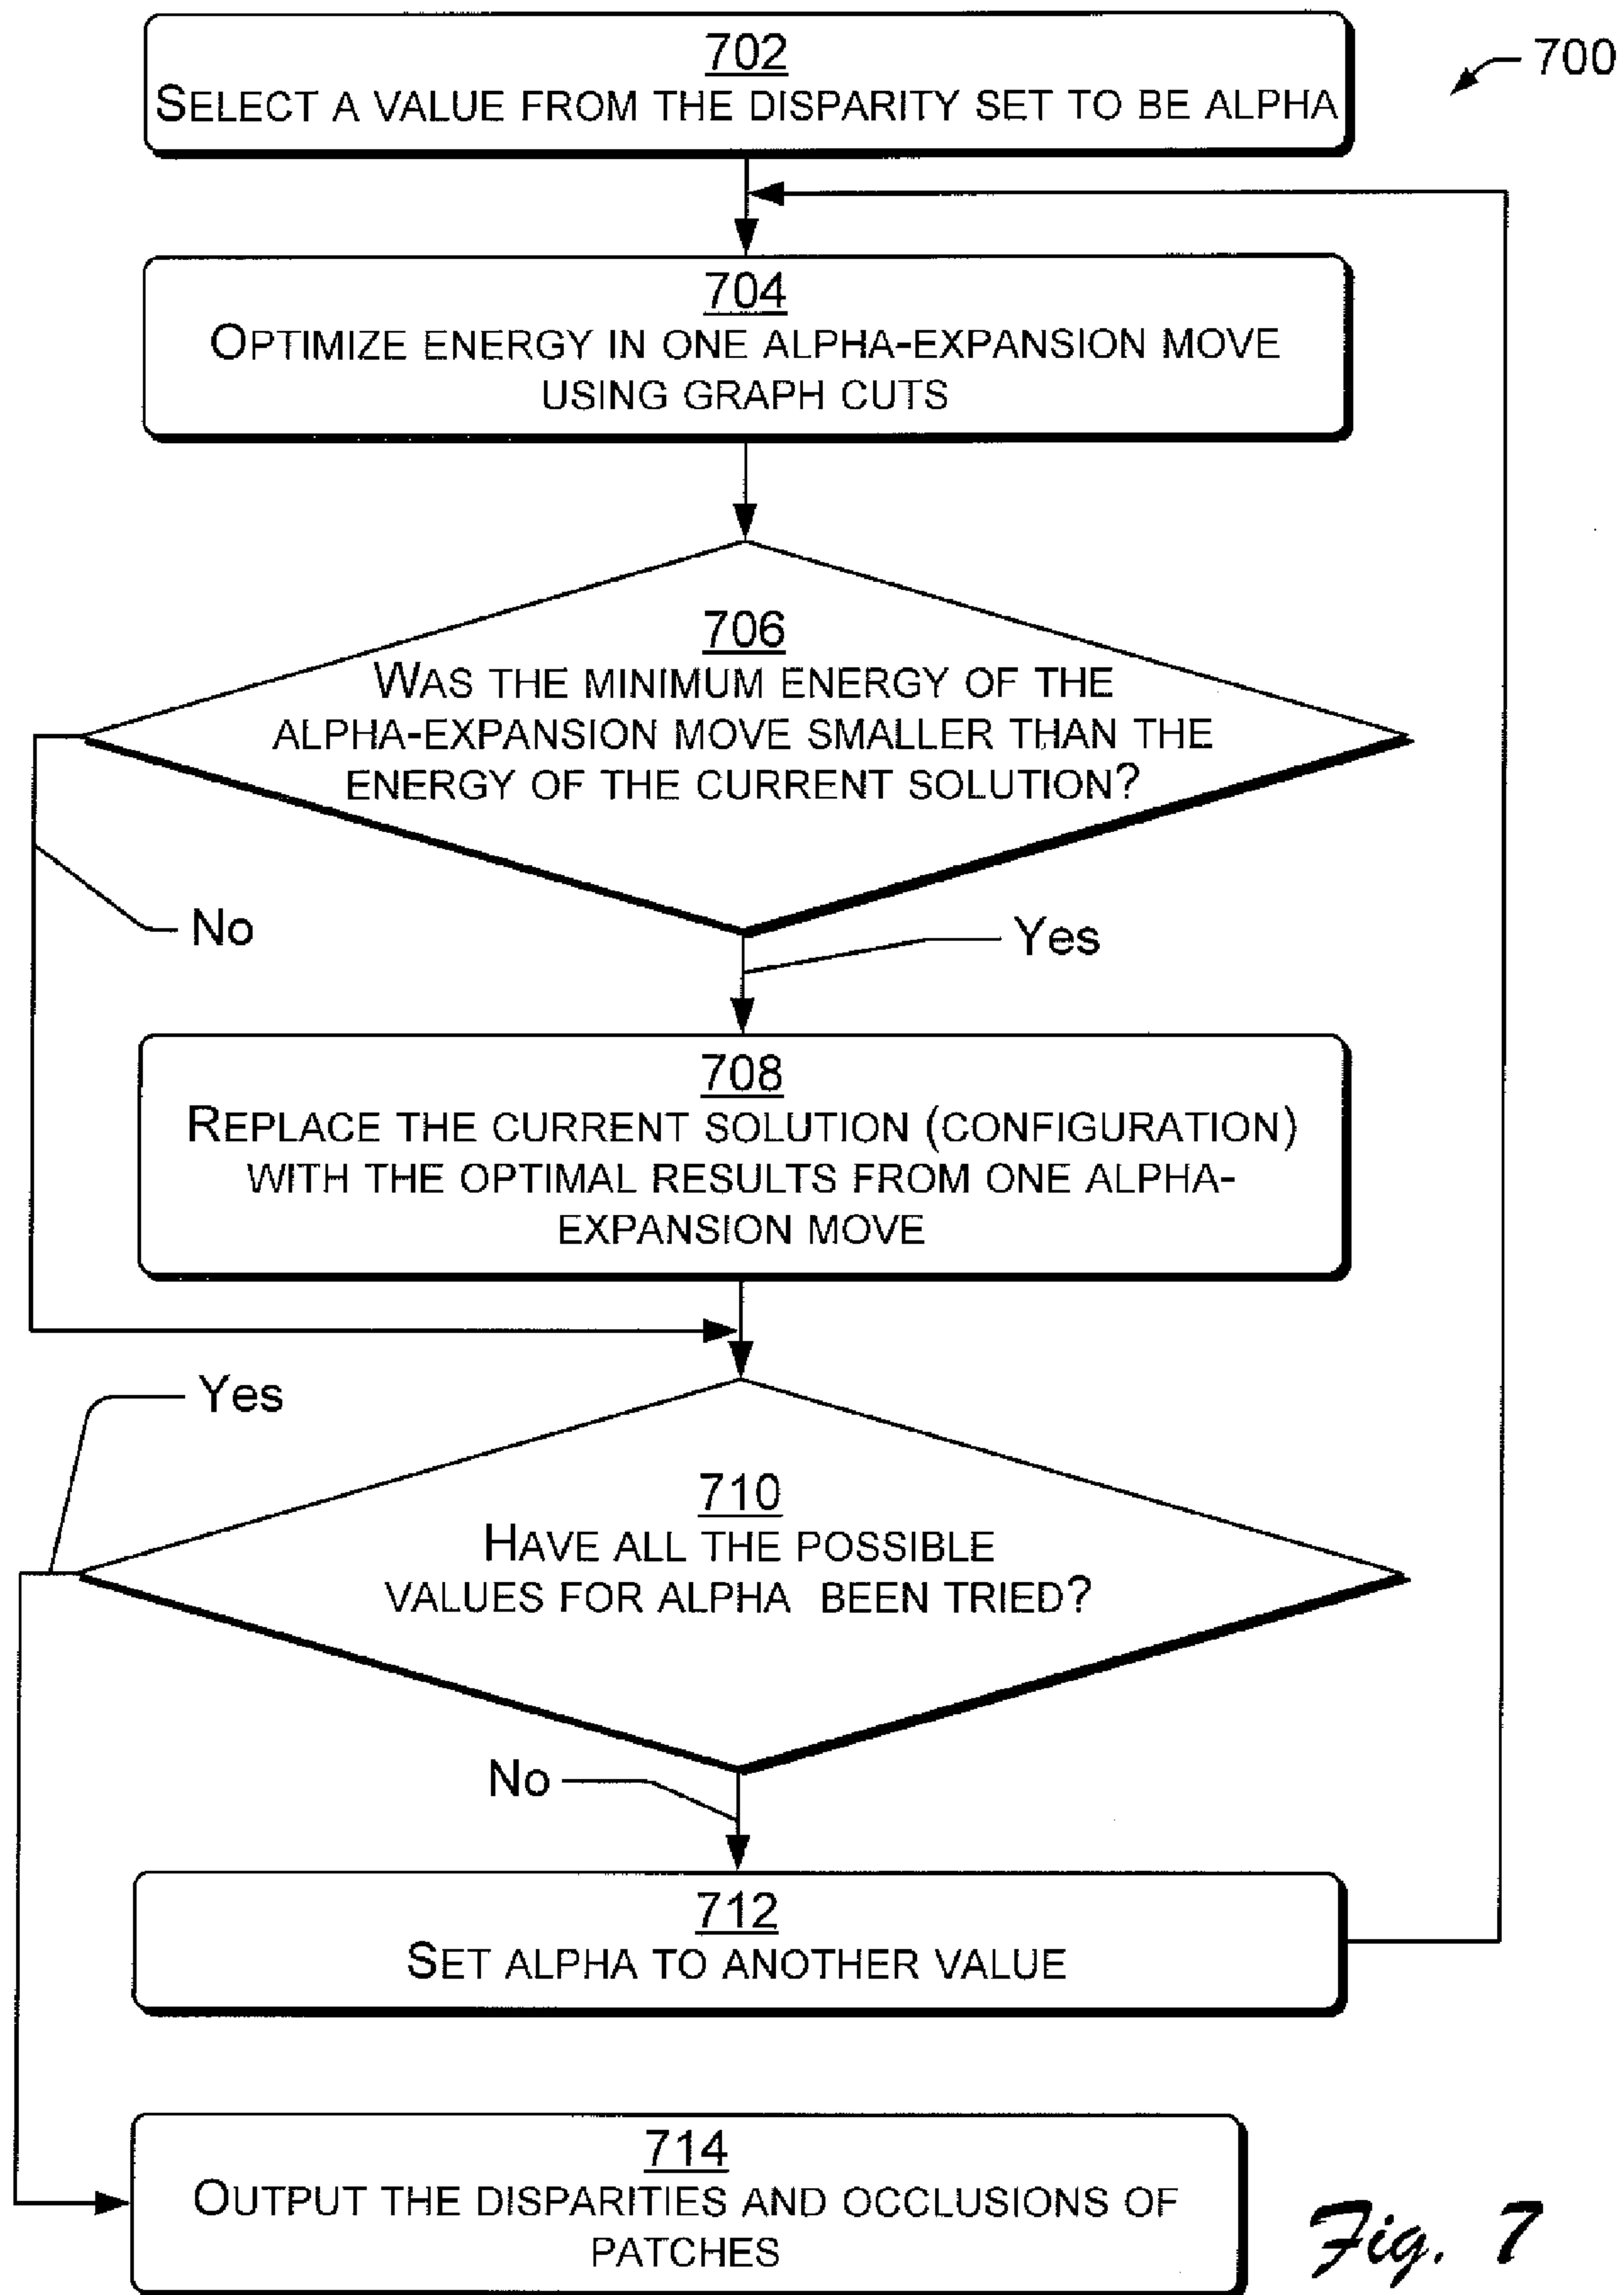 702
700
SELECT A VALUE FROM THE DISPARITY SET TO BE ALPHA
704
OPTIMIZE ENERGY IN ONE ALPHA-EXPANSION MOVE
USING GRAPH CUTS
706
WAS THE MINIMUM ENERGY OF THE
ALPHA-EXPANSION MOVE SMALLER THAN THE
ENERGY OF THE CURRENT SOLUTION?
No
Yes
708
REPLACE THE CURRENT SOLUTION (CONFIGURATION)
WITH THE OPTIMAL RESULTS FROM ONE ALPHA-
EXPANSION MOVE
Yes
710
HAVE ALL THE POSSIBLE
VALUES FOR ALPHA BEEN TRIED?
No
712
SET ALPHA TO ANOTHER VALUE
714
OUTPUT THE DISPARITIES AND OCCLUSIONS OF
PATCHES
Fig. 7